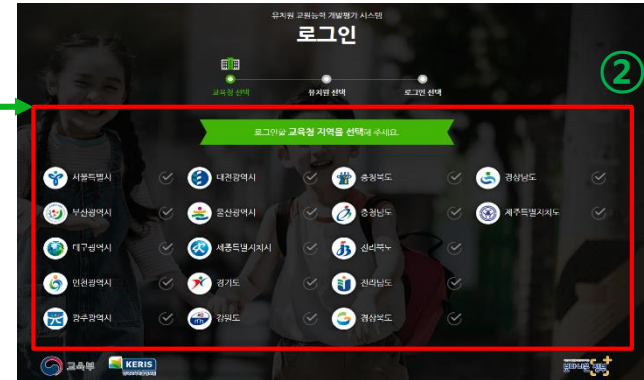 유치원 교원능력 개발평가 시스템
로그인
②
교육청 선택 유치원 선택 로그인 선택
로그인할 교육청 지역을 선택해 주세요.
서울특별시 대전광역시 충청북도 경상남도
부산광역시 울산광역시 충청남도 제주특별자치도
대구광역시 세종특별자치시 전라북도
인천광역시 경기도 전라남도
광주광역시 강원도 경상북도
교육부 KERIS